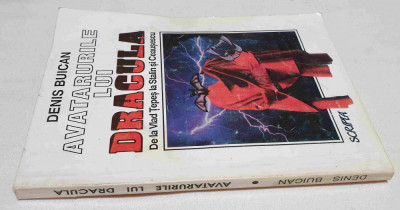 DENIS BUICAN
AVATARURILE
LUI
DRACULA
De la Vlad Țepeș la Stalin și Ceaușescu
SCRIPTA
DENIS BUICAN • AVATARURILE LUI DRACULA